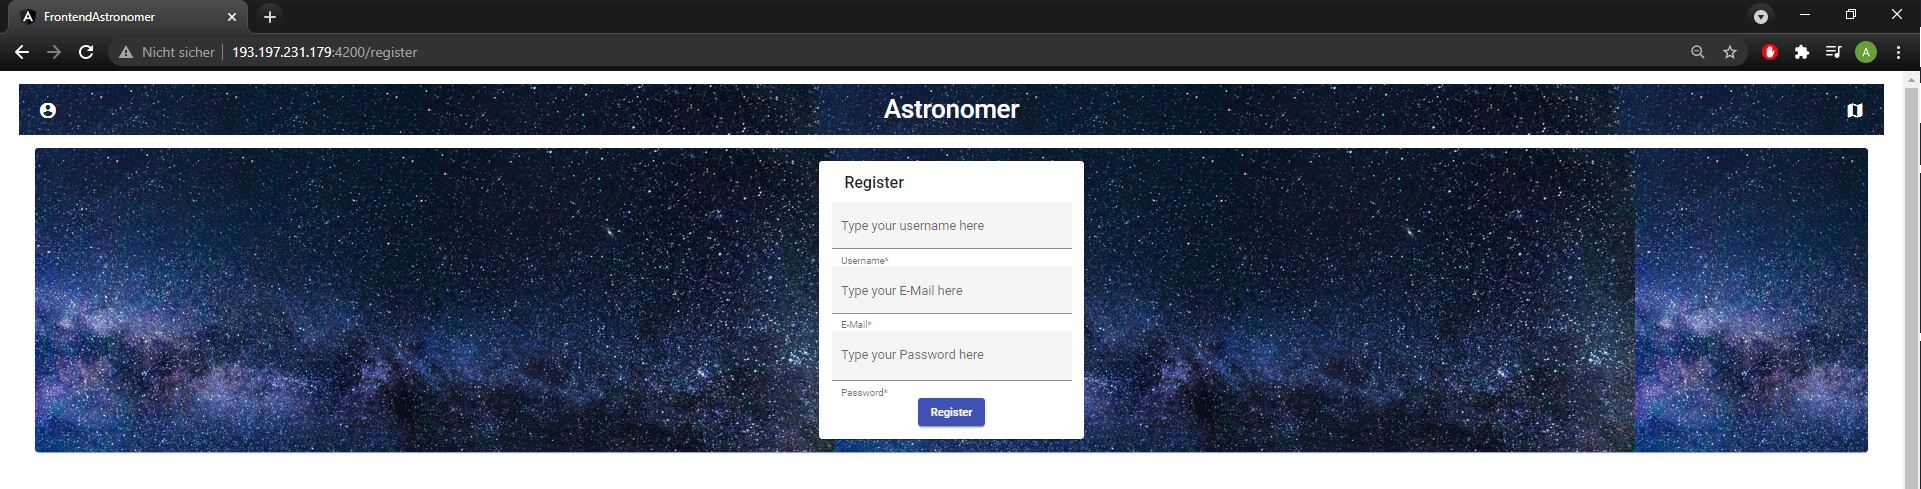 FrontendAstronomer
Nicht sicher 193.197.231.179:4200/register
A
Astronomer
Register
Type your username here
Username*
Type your E-Mail here
E-Mail*
Type your Password here
Password*
Register